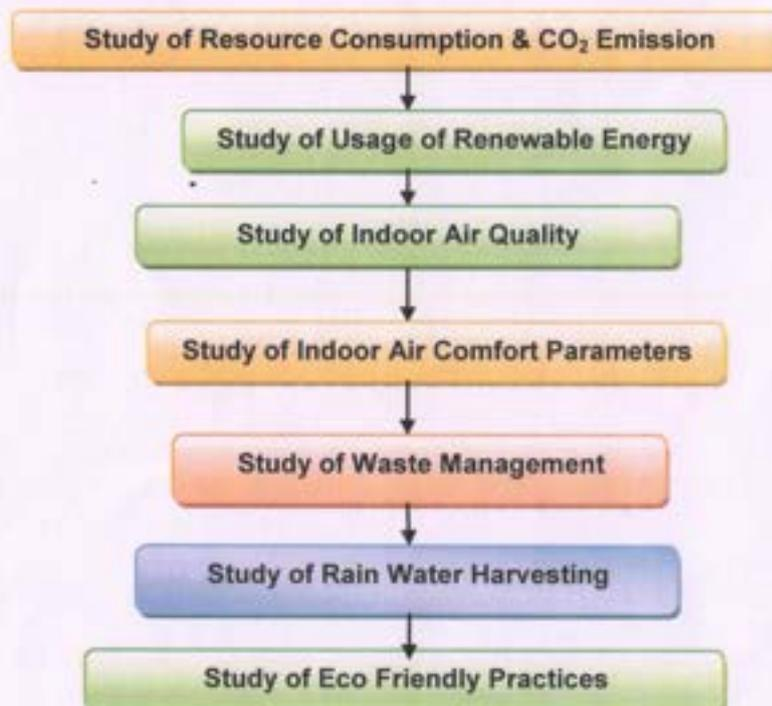 Study of Resource Consumption & CO₂ Emission
Study of Usage of Renewable Energy
Study of Indoor Air Quality
Study of Indoor Air Comfort Parameters
Study of Waste Management
Study of Rain Water Harvesting
Study of Eco Friendly Practices